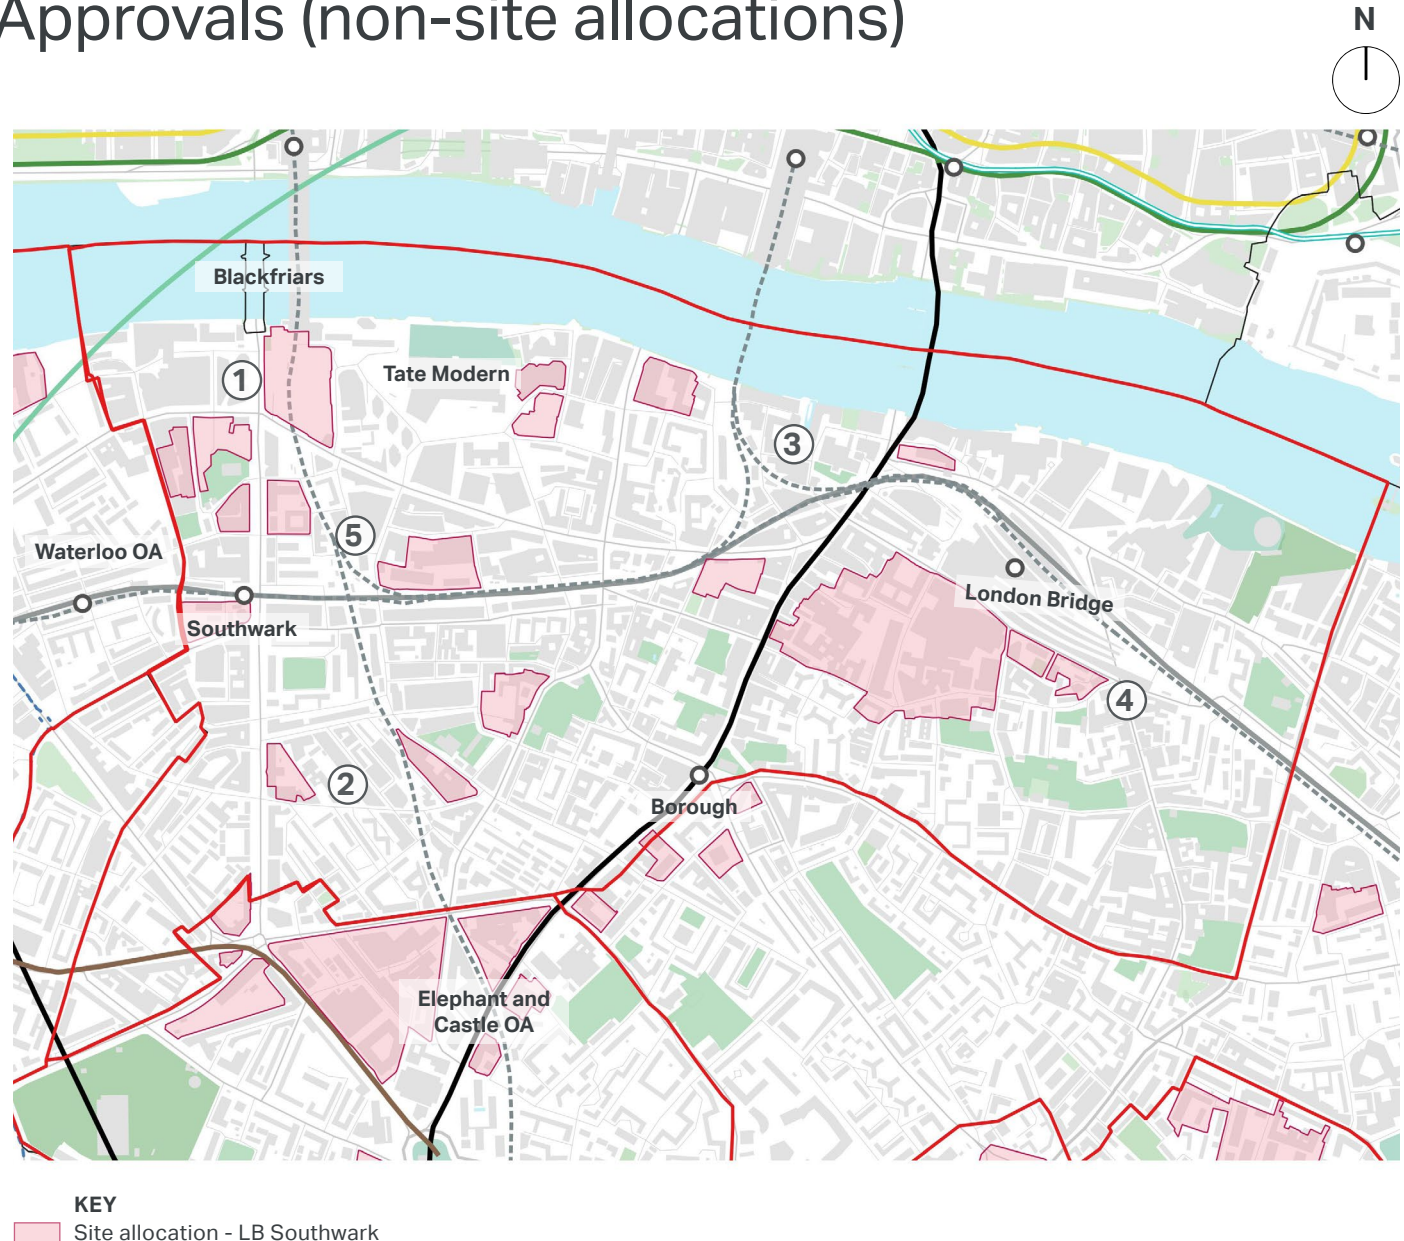 Approvals (non-site allocations)
N
Blackfriars
1
Tate Modern
3
5
Waterloo OA
London Bridge
Southwark
4
2
Borough
Elephant and
Castle OA
KEY
Site allocation - LB Southwark